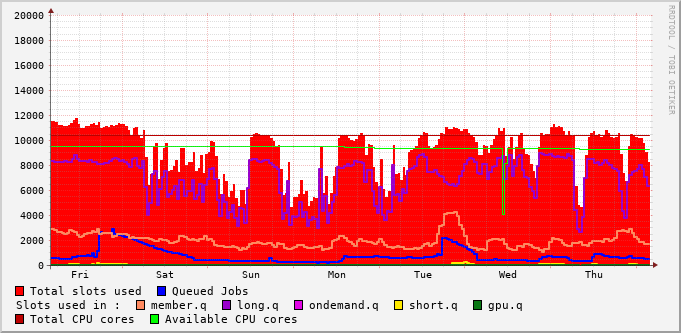 20000
18000
16000
14000
12000
10000
8000
6000
4000
2000
0
Fri Sat Sun Mon Tue Wed Thu
RRDTOOL / TOBI OETIKER
Total slots used Queued Jobs
Slots used in : member.q long.q ondemand.q short.q gpu.q
Total CPU cores Available CPU cores